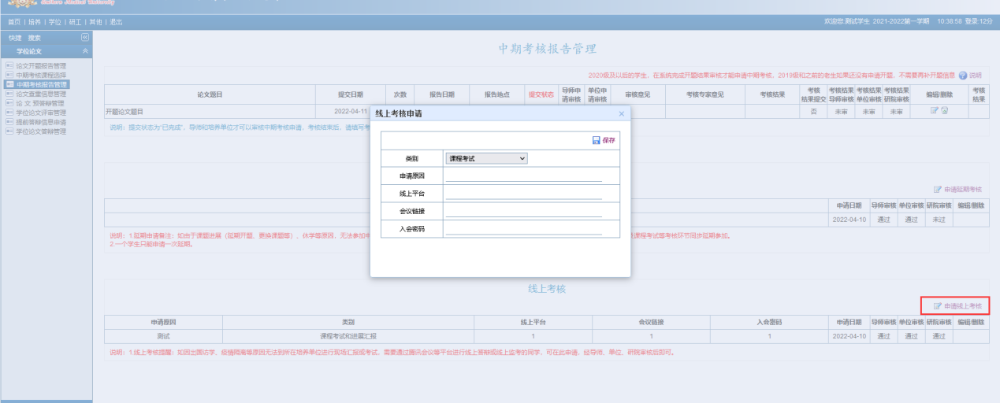 首页 | 培养 | 学位 | 研工 | 其他 | 退出
欢迎您:测试学生 2021-2022第一学期 10:38:58 登录:12分
快捷 搜索
学位论文
论文开题报告管理
中期考核课程选择
中期考核报告管理
论文查重信息管理
论 文 预答辩管理
学位论文评审管理
提前答辩信息申请
学位论文答辩管理
中期考核报告管理
2020级及以后的学生，在系统完成开题结果审核才能申请中期考核，2019级和之前的老生如果还没有申请开题，不需要再补开题信息 说明
论文题目 提交日期 次数 报告日期 报告地点 提交状态 导师申请审核 单位申请审核 审核意见 考核专家意见 考核结果 考核结果提交 考核结果导师审核 考核结果单位审核 考核结果研院审核 编辑/删除 考核结果
开题论文题目 2022-04-11 否 未审 未审 未审
说明：提交状态为"已完成"，导师和培养单位才可以审核中期考核申请，考核结束后，请填写考
线上考核申请
保存
类别 课程考试
申请原因
线上平台
会议链接
入会密码
申请延期考核
申请日期 导师审核 单位审核 研院审核 编辑/删除
2022-04-10 通过 通过 未过
说明：1.延期申请备注：如由于课题进展（延期开题、更换课题等）、休学等原因，无法参加中
课程考试等考核环节同步延期参加。
2.一个学生只能申请一次延期。
线上考核
申请线上考核
申请原因 类别 线上平台 会议链接 入会密码 申请日期 导师审核 单位审核 研院审核 编辑/删除
测试 课程考试和进展汇报 1 1 1 2022-04-10 通过 通过 通过
说明：1.线上考核提醒：如因出国访学、疫情隔离等原因无法到所在培养单位进行现场汇报或考试，需要通过腾讯会议等平台进行线上答辩或线上监考的同学，可在此申请，经导师、单位、研院审核后即可。